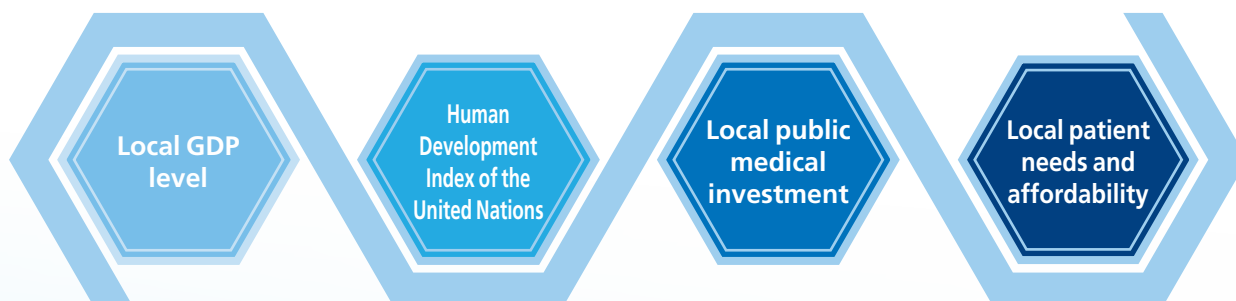 Local GDP
level
Human
Development
Index of the
United Nations
Local public
medical
investment
Local patient
needs and
affordability